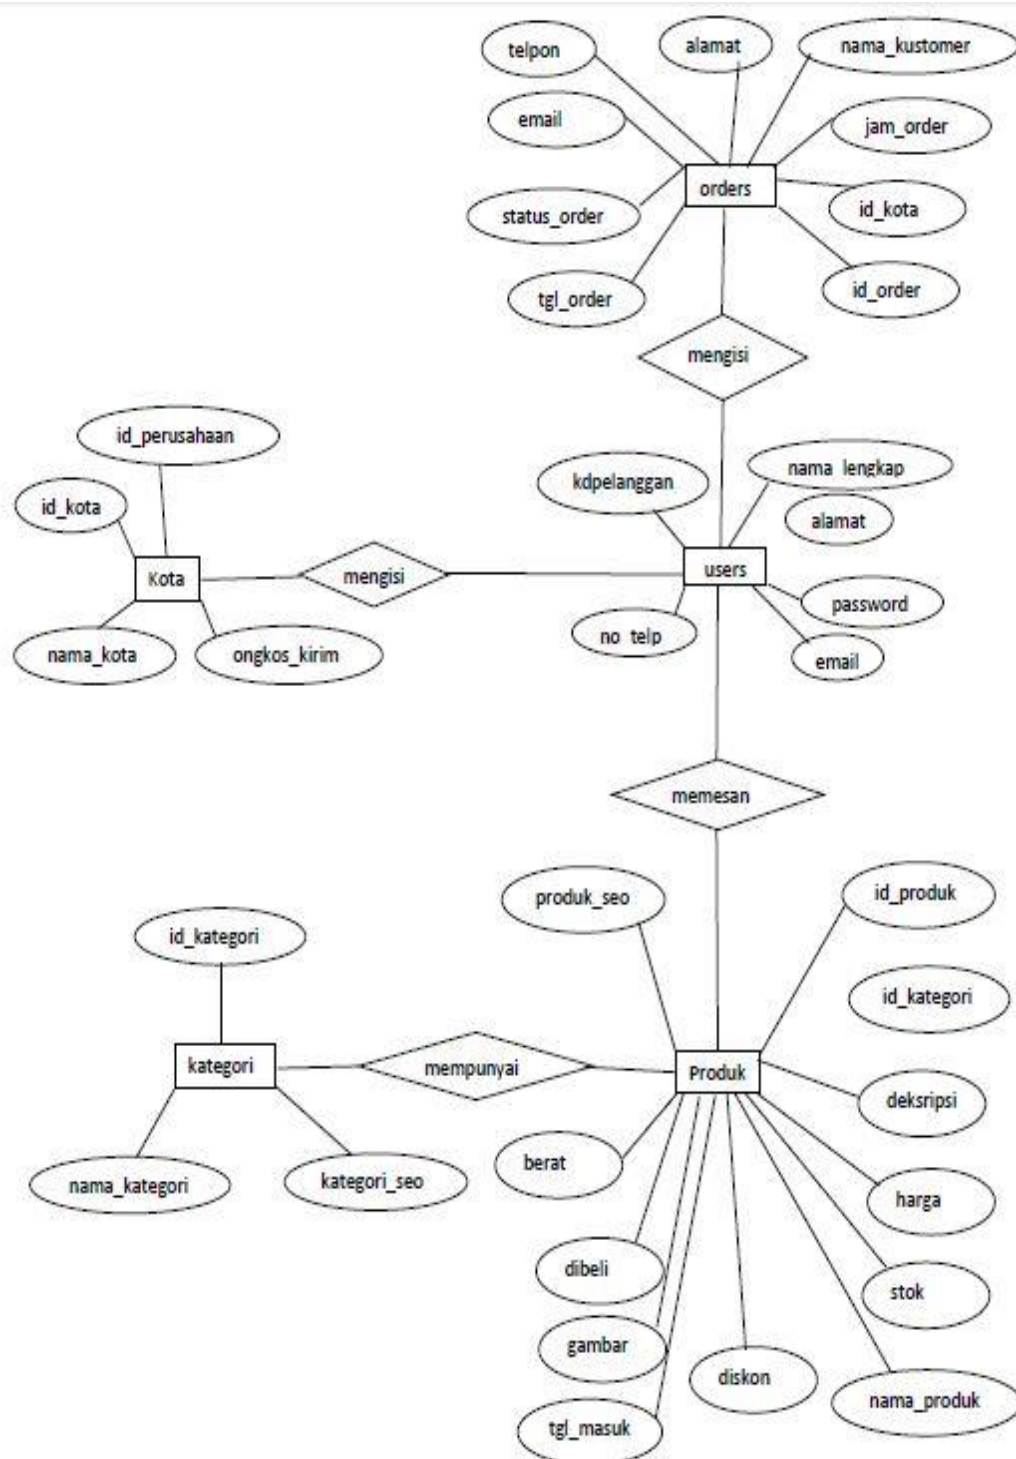 telpon
alamat
nama_kustomer
email
jam_order
orders
status_order
id_kota
tgl_order
id_order
mengisi
id_perusahaan
kdpelanggan
nama_lengkap
id_kota
alamat
Kota
mengisi
users
password
nama_kota
ongkos_kirim
no_telp
email
memesan
produk_seo
id_produk
id_kategori
id_kategori
kategori
mempunyai
Produk
deksripsi
nama_kategori
kategori_seo
berat
harga
dibeli
stok
gambar
diskon
nama_produk
tgl_masuk